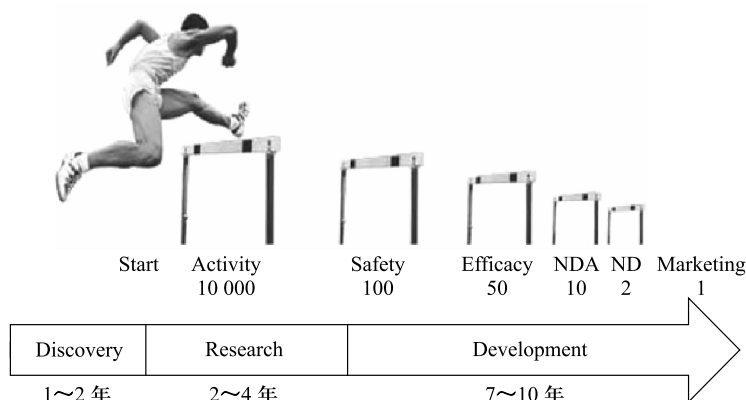 Start Activity Safety Efficacy NDA ND Marketing
10 000 100 50 10 2 1
Discovery Research Development
1～2 年 2～4 年 7～10 年